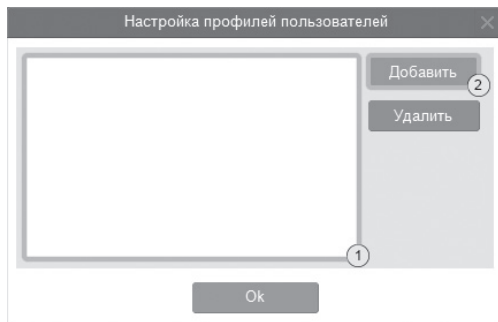 Настройка профилей пользователей
Добавить
2
Удалить
1
Ok